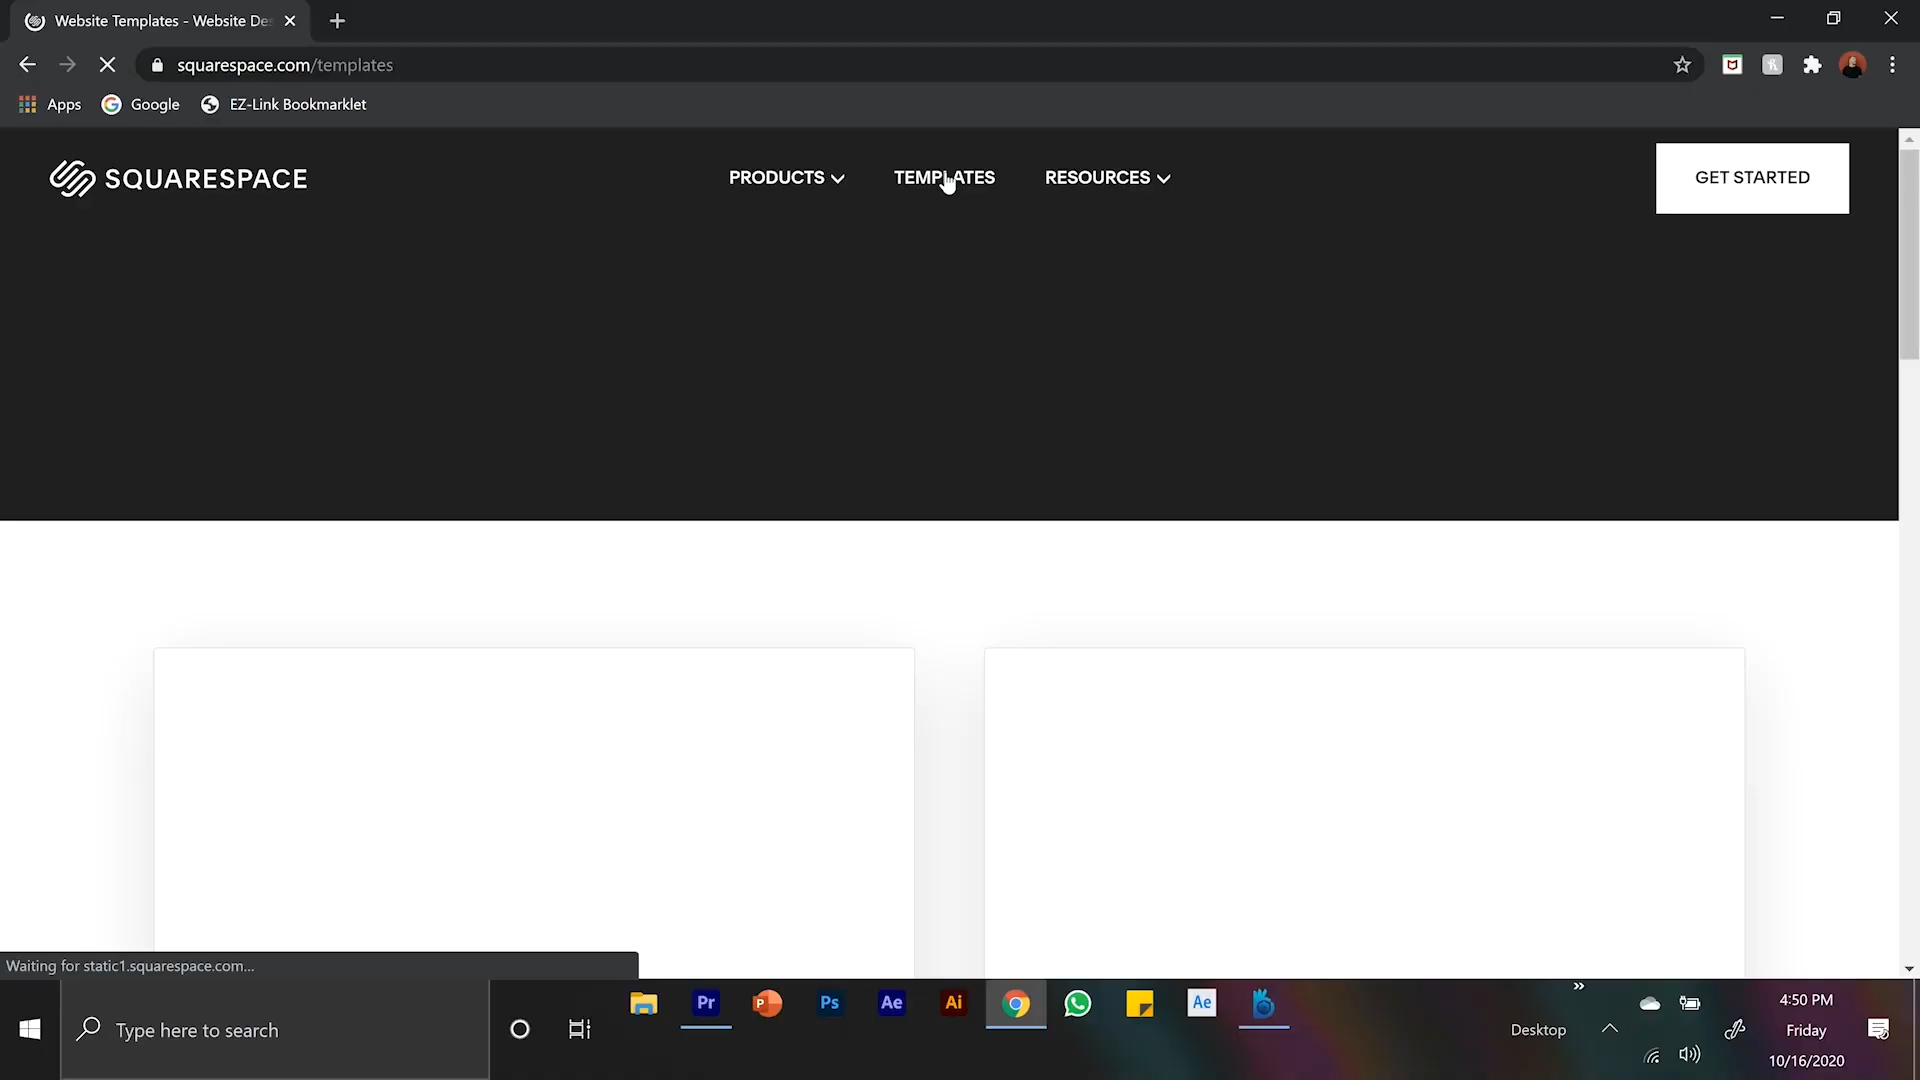 Website Templates - Website Des
squarespace.com/templates
Apps
Google
EZ-Link Bookmarklet
SQUARESPACE
PRODUCTS
TEMPLATES
RESOURCES
GET STARTED
Waiting for static1.squarespace.com...
Type here to search
Pr
P
Ps
Ae
Ai
Ae
»
Desktop
4:50 PM
Friday
10/16/2020